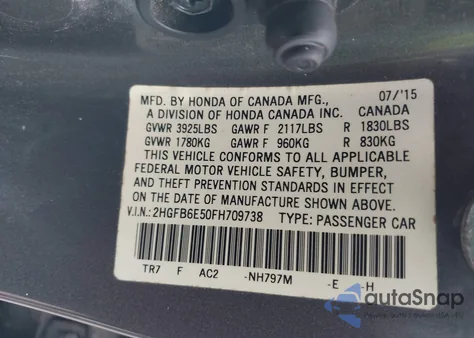 MFD. BY HONDA OF CANADA MFG., 07/'15
A DIVISION OF HONDA CANADA INC. CANADA
GVWR 3925LBS GAWR F 2117LBS R 1830LBS
GVWR 1780KG GAWR F 960KG R 830KG
THIS VEHICLE CONFORMS TO ALL APPLICABLE
FEDERAL MOTOR VEHICLE SAFETY, BUMPER,
AND THEFT PREVENTION STANDARDS IN EFFECT
ON THE DATE OF MANUFACTURE SHOWN ABOVE.
V.I.N.: 2HGFB6E50FH709738 TYPE: PASSENGER CAR
TR7 F AC2 -NH797M -E -H
autoSnap